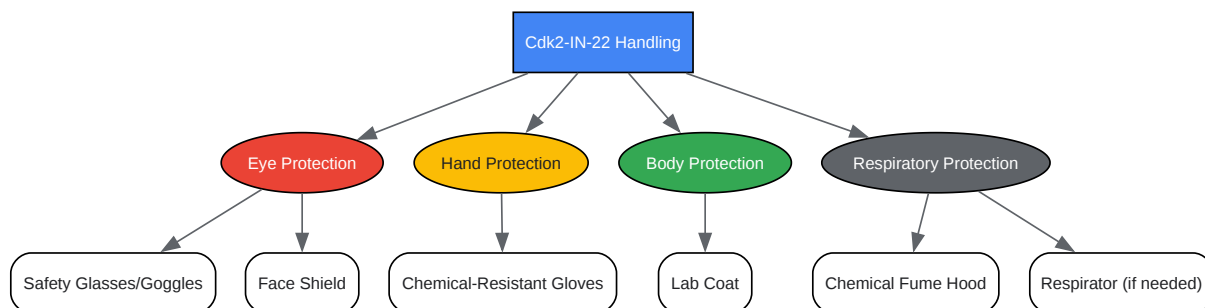 Cdk2-IN-22 Handling
Eye Protection
Hand Protection
Body Protection
Respiratory Protection
Safety Glasses/Goggles
Face Shield
Chemical-Resistant Gloves
Lab Coat
Chemical Fume Hood
Respirator (if needed)